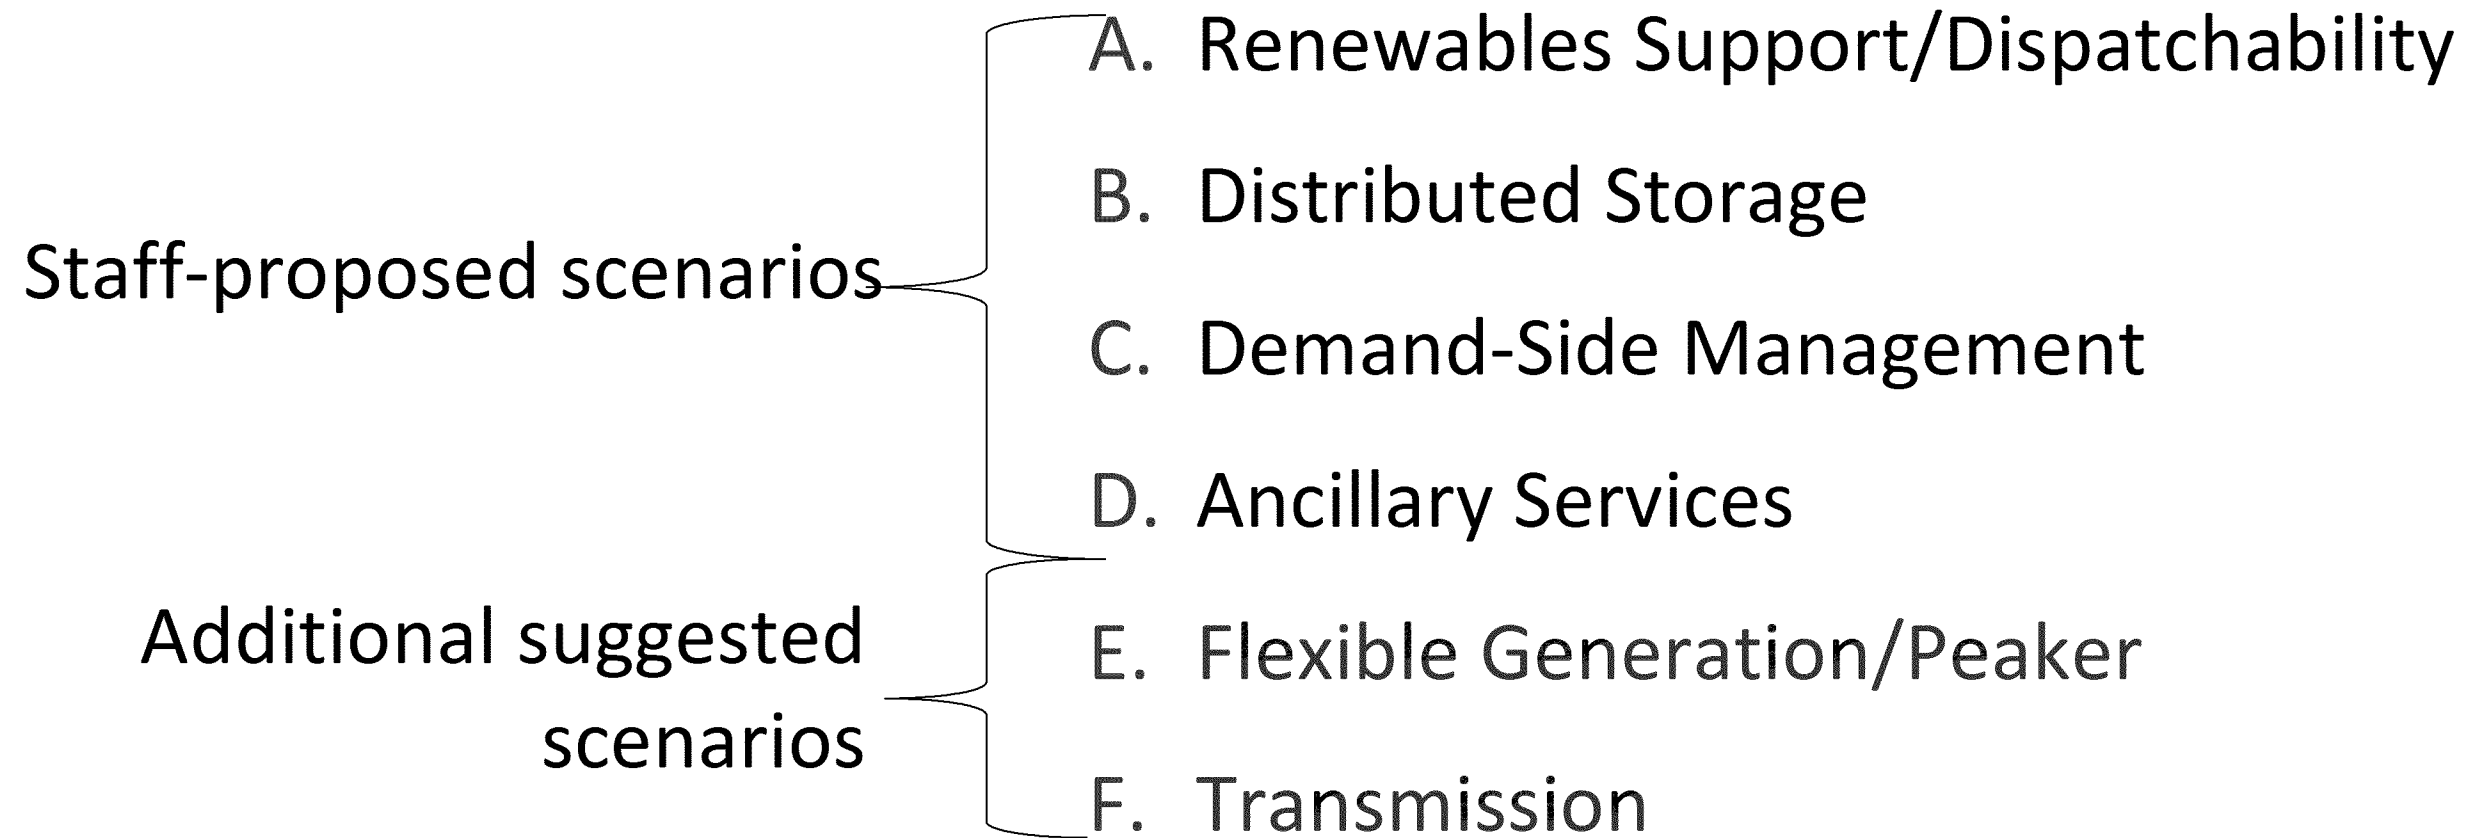 A. Renewables Support/Dispatchability
B. Distributed Storage
Staff-proposed scenarios
C. Demand-Side Management
D. Ancillary Services
Additional suggested
scenarios
E. Flexible Generation/Peaker
F. Transmission